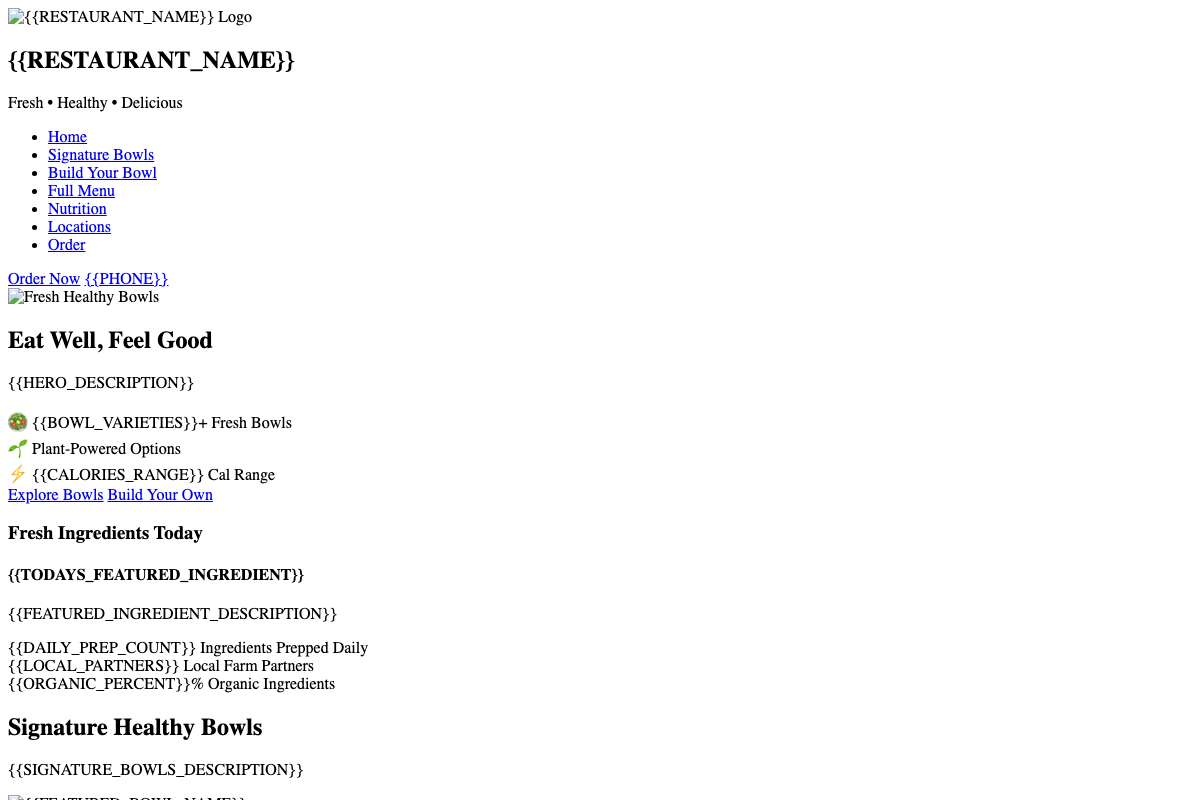 {{RESTAURANT_NAME}} Logo
{{RESTAURANT_NAME}}
Fresh • Healthy • Delicious
Home
Signature Bowls
Build Your Bowl
Full Menu
Nutrition
Locations
Order
Order Now {{PHONE}}
Fresh Healthy Bowls
Eat Well, Feel Good
{{HERO_DESCRIPTION}}
🥗 {{BOWL_VARIETIES}}+ Fresh Bowls
🌱 Plant-Powered Options
⚡ {{CALORIES_RANGE}} Cal Range
Explore Bowls Build Your Own
Fresh Ingredients Today
{{TODAYS_FEATURED_INGREDIENT}}
{{FEATURED_INGREDIENT_DESCRIPTION}}
{{DAILY_PREP_COUNT}} Ingredients Prepped Daily
{{LOCAL_PARTNERS}} Local Farm Partners
{{ORGANIC_PERCENT}}% Organic Ingredients
Signature Healthy Bowls
{{SIGNATURE_BOWLS_DESCRIPTION}}
{{FEATURED_BOWL_NAME}}